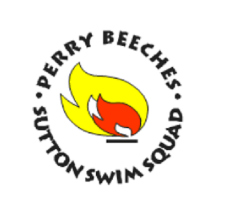 • PERRY BEECHES •
SUTTON SWIM SQUAD